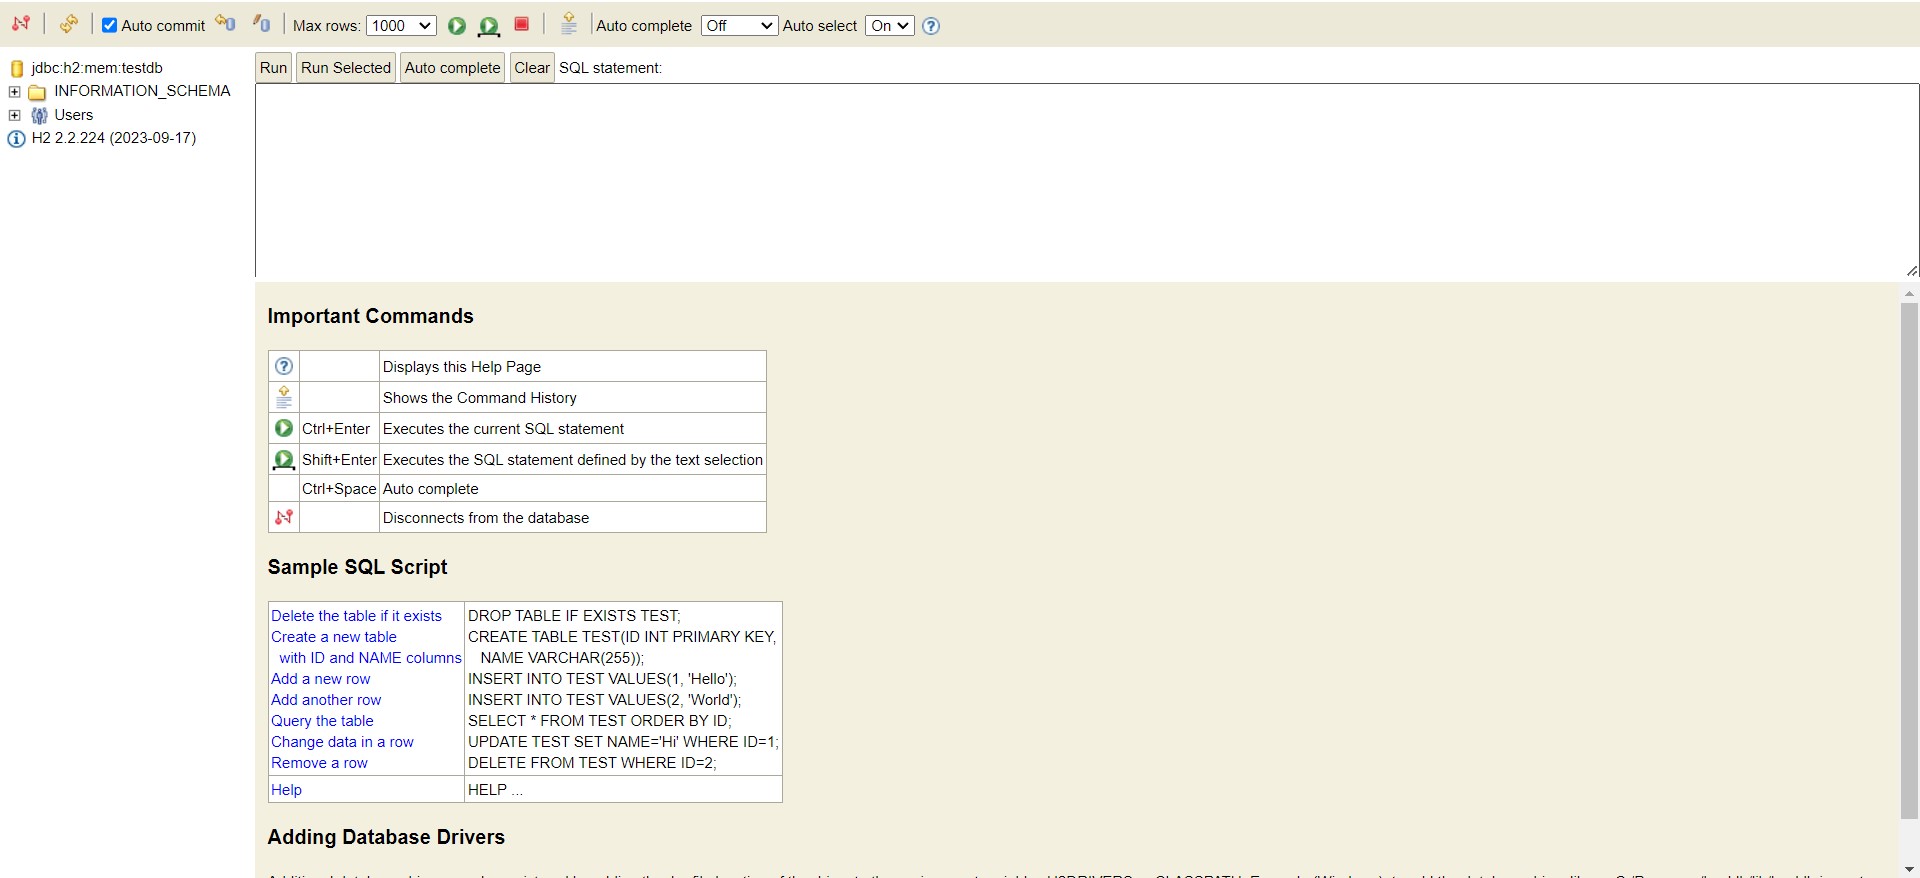 Auto commit Max rows: 1000 Auto complete Off Auto select On
jdbc:h2:mem:testdb
INFORMATION_SCHEMA
Users
H2 2.2.224 (2023-09-17)
Run Run Selected Auto complete Clear SQL statement:
Important Commands
Displays this Help Page
Shows the Command History
Ctrl+Enter Executes the current SQL statement
Shift+Enter Executes the SQL statement defined by the text selection
Ctrl+Space Auto complete
Disconnects from the database
Sample SQL Script
Delete the table if it exists DROP TABLE IF EXISTS TEST;
Create a new table CREATE TABLE TEST(ID INT PRIMARY KEY,
with ID and NAME columns NAME VARCHAR(255));
Add a new row INSERT INTO TEST VALUES(1, 'Hello');
Add another row INSERT INTO TEST VALUES(2, 'World');
Query the table SELECT * FROM TEST ORDER BY ID;
Change data in a row UPDATE TEST SET NAME='Hi' WHERE ID=1;
Remove a row DELETE FROM TEST WHERE ID=2;
Help HELP ...
Adding Database Drivers